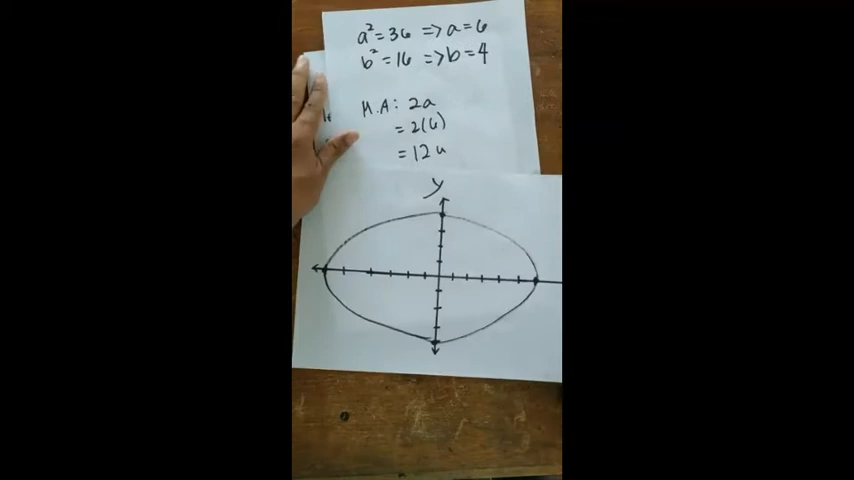 a² = 36 => a = 6
b² = 16 => b = 4
M.A: 2a
= 2(6)
= 12 u
y